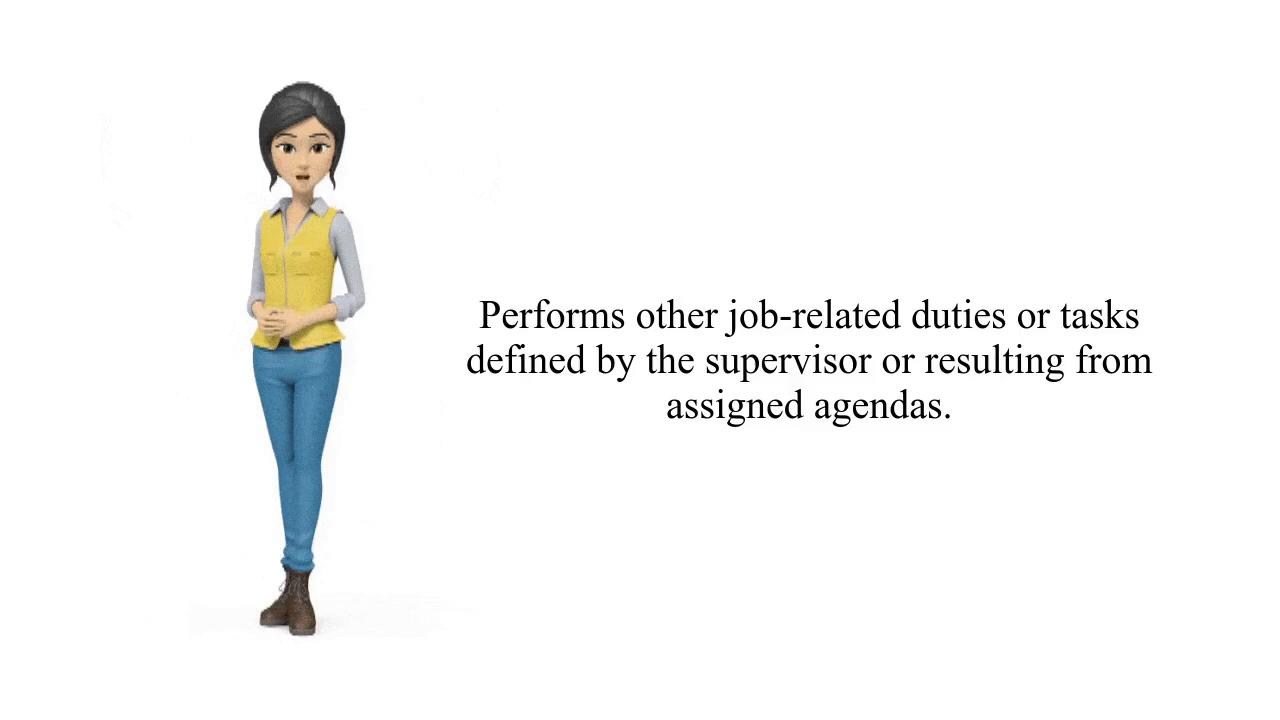 Performs other job-related duties or tasks
defined by the supervisor or resulting from
assigned agendas.